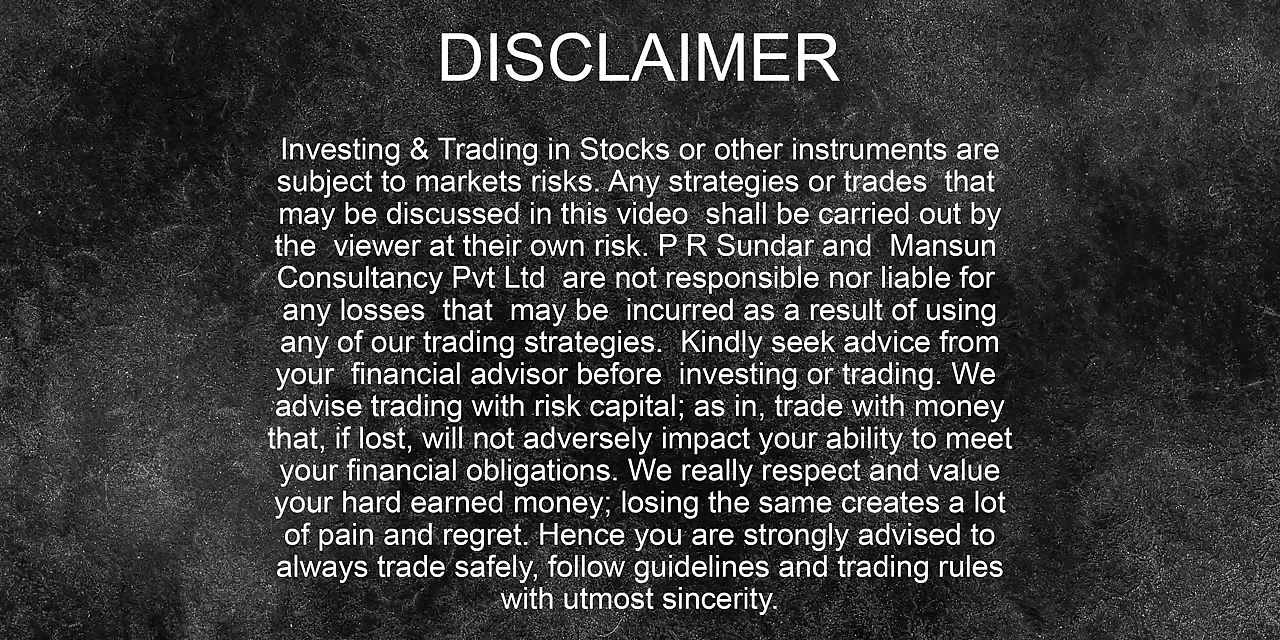 DISCLAIMER
Investing & Trading in Stocks or other instruments are
subject to markets risks. Any strategies or trades that
may be discussed in this video shall be carried out by
the viewer at their own risk. P R Sundar and Mansun
Consultancy Pvt Ltd are not responsible nor liable for
any losses that may be incurred as a result of using
any of our trading strategies. Kindly seek advice from
your financial advisor before investing or trading. We
advise trading with risk capital; as in, trade with money
that, if lost, will not adversely impact your ability to meet
your financial obligations. We really respect and value
your hard earned money; losing the same creates a lot
of pain and regret. Hence you are strongly advised to
always trade safely, follow guidelines and trading rules
with utmost sincerity.